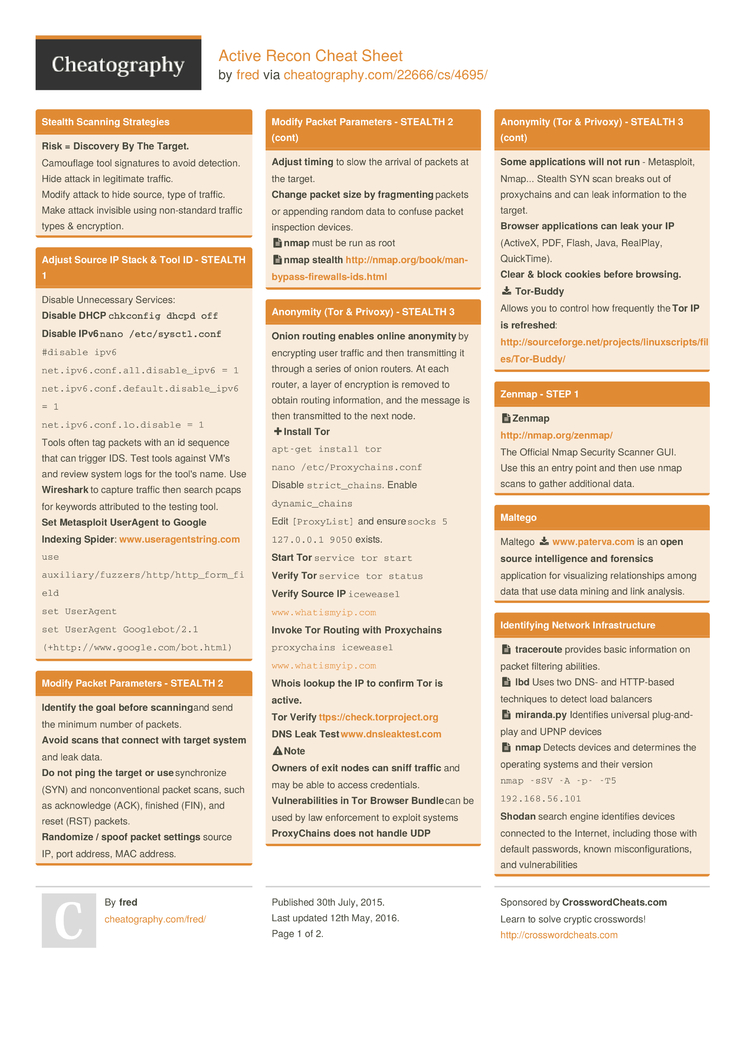 Cheatography
Active Recon Cheat Sheet
by fred via cheatography.com/22666/cs/4695/
Stealth Scanning Strategies
Risk = Discovery By The Target.
Camouflage tool signatures to avoid detection.
Hide attack in legitimate traffic.
Modify attack to hide source, type of traffic.
Make attack invisible using non-standard traffic
types & encryption.
Adjust Source IP Stack & Tool ID - STEALTH
1
Disable Unnecessary Services:
Disable DHCP chkconfig dhcpd off
Disable IPv6 nano /etc/sysctl.conf
#disable ipv6
net.ipv6.conf.all.disable_ipv6 = 1
net.ipv6.conf.default.disable_ipv6
= 1
net.ipv6.conf.lo.disable = 1
Tools often tag packets with an id sequence
that can trigger IDS. Test tools against VM's
and review system logs for the tool's name. Use
Wireshark to capture traffic then search pcaps
for keywords attributed to the testing tool.
Set Metasploit UserAgent to Google
Indexing Spider: www.useragentstring.com
use
auxiliary/fuzzers/http/http_form_fi
eld
set UserAgent
set UserAgent Googlebot/2.1
(+http://www.google.com/bot.html)
Modify Packet Parameters - STEALTH 2
Identify the goal before scanning and send
the minimum number of packets.
Avoid scans that connect with target system
and leak data.
Do not ping the target or use synchronize
(SYN) and nonconventional packet scans, such
as acknowledge (ACK), finished (FIN), and
reset (RST) packets.
Randomize / spoof packet settings source
IP, port address, MAC address.
Modify Packet Parameters - STEALTH 2
(cont)
Adjust timing to slow the arrival of packets at
the target.
Change packet size by fragmenting packets
or appending random data to confuse packet
inspection devices.
nmap must be run as root
nmap stealth http://nmap.org/book/man-
bypass-firewalls-ids.html
Anonymity (Tor & Privoxy) - STEALTH 3
Onion routing enables online anonymity by
encrypting user traffic and then transmitting it
through a series of onion routers. At each
router, a layer of encryption is removed to
obtain routing information, and the message is
then transmitted to the next node.
Install Tor
apt-get install tor
nano /etc/Proxychains.conf
Disable strict_chains. Enable
dynamic_chains
Edit [ProxyList] and ensure socks 5
127.0.0.1 9050 exists.
Start Tor service tor start
Verify Tor service tor status
Verify Source IP iceweasel
www.whatismyip.com
Invoke Tor Routing with Proxychains
proxychains iceweasel
www.whatismyip.com
Whois lookup the IP to confirm Tor is
active.
Tor Verify ttps://check.torproject.org
DNS Leak Test www.dnsleaktest.com
Note
Owners of exit nodes can sniff traffic and
may be able to access credentials.
Vulnerabilities in Tor Browser Bundle can be
used by law enforcement to exploit systems
ProxyChains does not handle UDP
Anonymity (Tor & Privoxy) - STEALTH 3
(cont)
Some applications will not run - Metasploit,
Nmap... Stealth SYN scan breaks out of
proxychains and can leak information to the
target.
Browser applications can leak your IP
(ActiveX, PDF, Flash, Java, RealPlay,
QuickTime).
Clear & block cookies before browsing.
Tor-Buddy
Allows you to control how frequently the Tor IP
is refreshed:
http://sourceforge.net/projects/linuxscripts/fil
es/Tor-Buddy/
Zenmap - STEP 1
Zenmap
http://nmap.org/zenmap/
The Official Nmap Security Scanner GUI.
Use this an entry point and then use nmap
scans to gather additional data.
Maltego
Maltego www.paterva.com is an open
source intelligence and forensics
application for visualizing relationships among
data that use data mining and link analysis.
Identifying Network Infrastructure
traceroute provides basic information on
packet filtering abilities.
lbd Uses two DNS- and HTTP-based
techniques to detect load balancers
miranda.py Identifies universal plug-and-
play and UPNP devices
nmap Detects devices and determines the
operating systems and their version
nmap -sSV -A -p- -T5
192.168.56.101
Shodan search engine identifies devices
connected to the Internet, including those with
default passwords, known misconfigurations,
and vulnerabilities
C
By fred
cheatography.com/fred/
Published 30th July, 2015.
Last updated 12th May, 2016.
Page 1 of 2.
Sponsored by CrosswordCheats.com
Learn to solve cryptic crosswords!
http://crosswordcheats.com